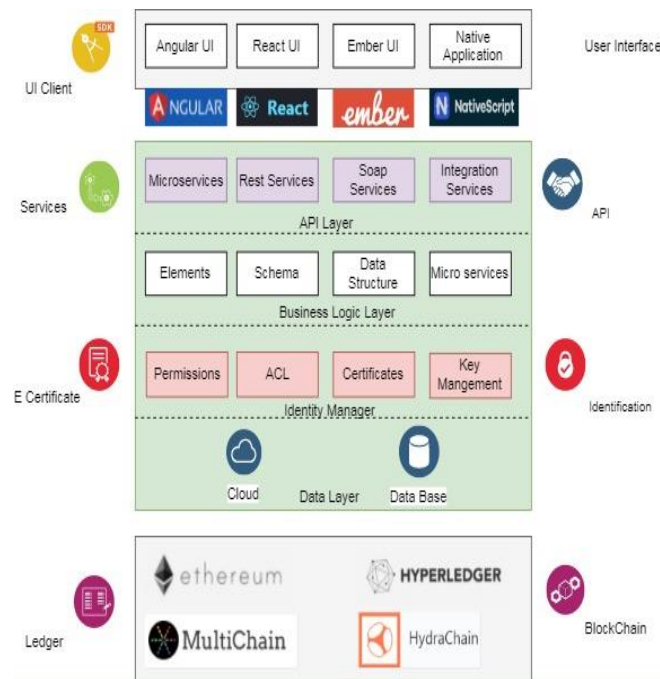 SDK
Angular UI
React UI
Ember UI
Native
Application
User Interface
UI Client
ANGULAR
React
ember
NativeScript
Microservices
Rest Services
Soap
Services
Integration
Services
Services
API
API Layer
Elements
Schema
Data
Structure
Micro services
Business Logic Layer
Permissions
ACL
Certificates
Key
Mangement
E Certificate
Identification
Identity Manager
Cloud
Data Layer
Data Base
ethereum
HYPERLEDGER
MultiChain
HydraChain
Ledger
BlockChain